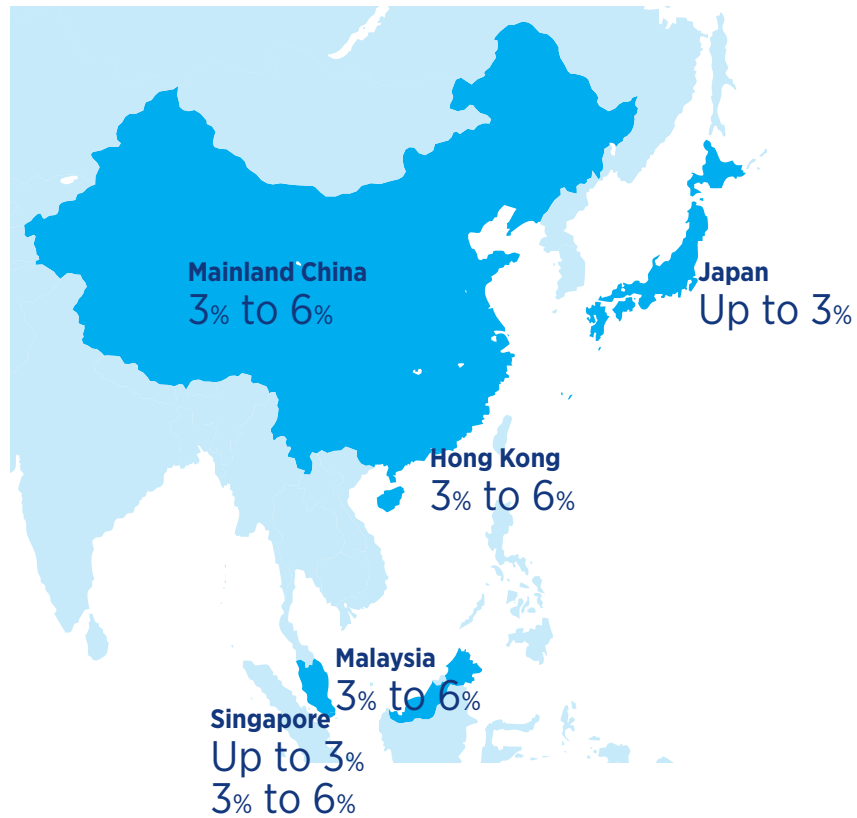 Mainland China
3% to 6%
Japan
Up to 3%
Hong Kong
3% to 6%
Malaysia
3% to 6%
Singapore
Up to 3%
3% to 6%